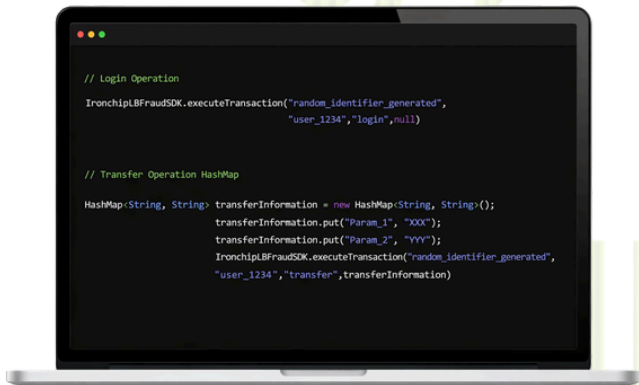 // Login Operation
IronchipLBFraudSDK.executeTransaction("random_identifier_generated",
"user_1234","login",null)
// Transfer Operation HashMap
HashMap<String, String> transferInformation = new HashMap<String, String>();
transferInformation.put("Param_1", "XXX");
transferInformation.put("Param_2", "YYY");
IronchipLBFraudSDK.executeTransaction("random_identifier_generated",
"user_1234","transfer",transferInformation)